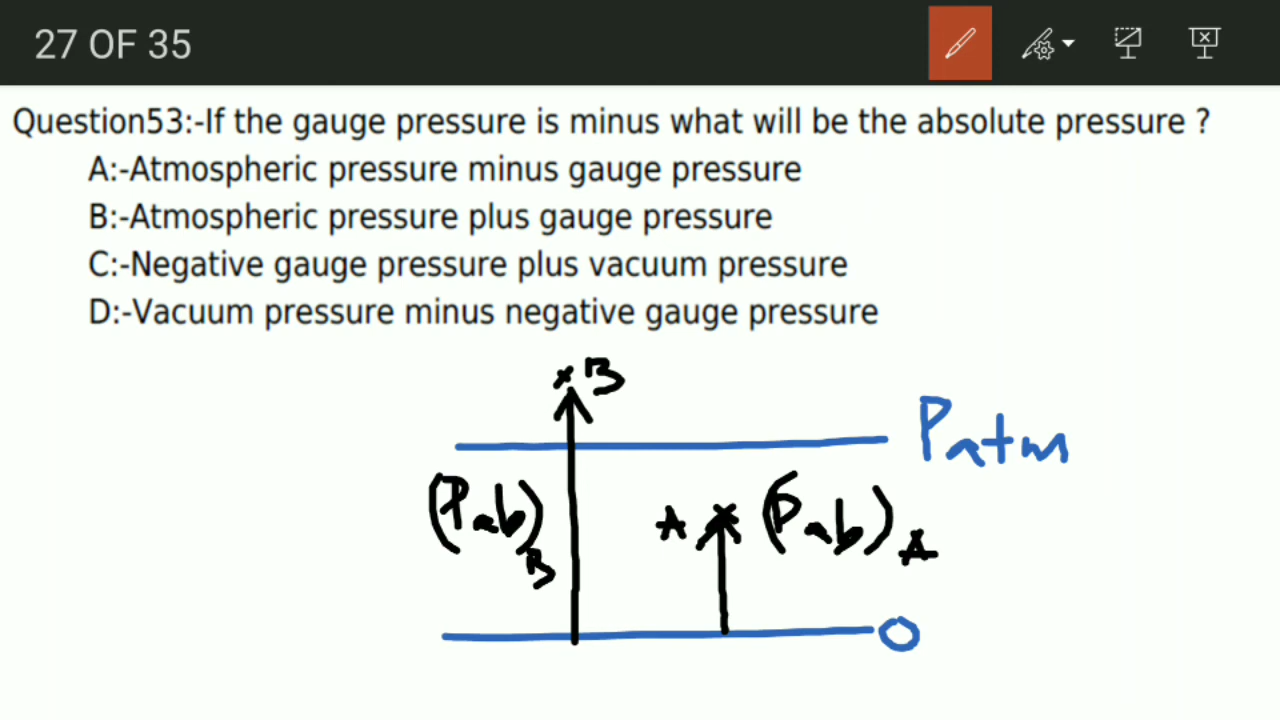 27 OF 35
Question53:-If the gauge pressure is minus what will be the absolute pressure ?
A:-Atmospheric pressure minus gauge pressure
B:-Atmospheric pressure plus gauge pressure
C:-Negative gauge pressure plus vacuum pressure
D:-Vacuum pressure minus negative gauge pressure
B
Patm
(Pab)B
A (Pab)A
0